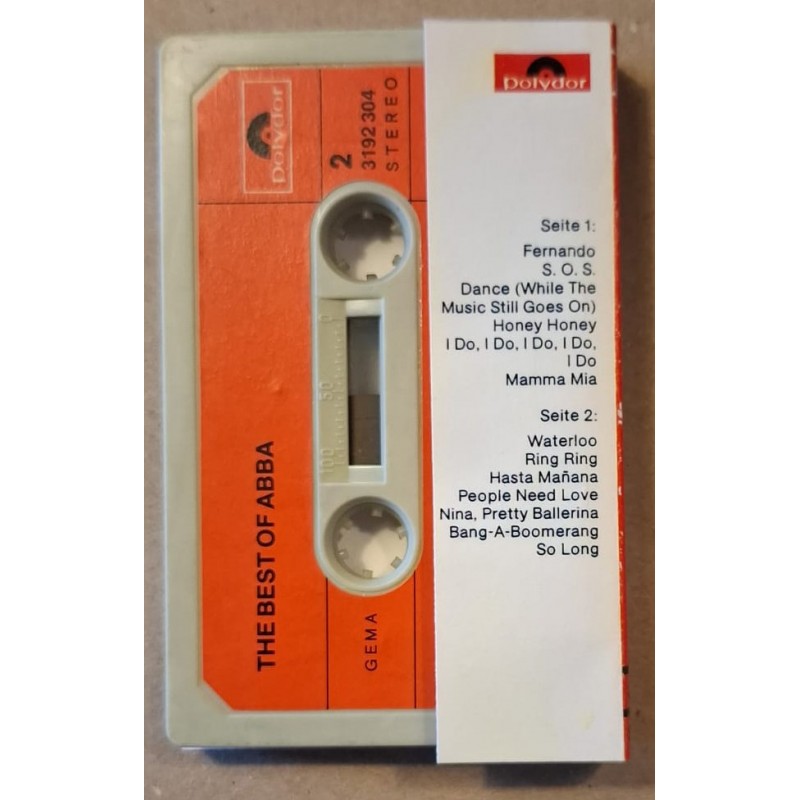 Polydor
2
3192304
STEREO
THE BEST OF ABBA
GEMA
0
50
100
Polydor
Seite 1:
Fernando
S. O. S.
Dance (While The
Music Still Goes On)
Honey Honey
I Do, I Do, I Do, I Do,
I Do
Mamma Mia
Seite 2:
Waterloo
Ring Ring
Hasta Mañana
People Need Love
Nina, Pretty Ballerina
Bang-A-Boomerang
So Long